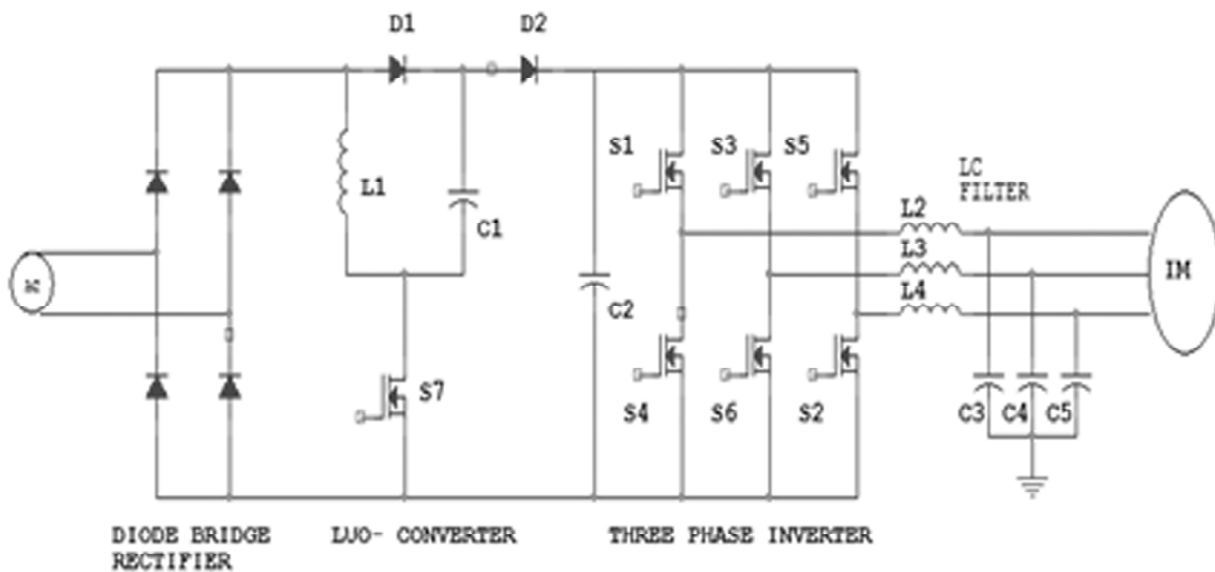 D1
D2
S1
S3
S5
LC
FILTER
L1
C1
L2
L3
L4
IM
C2
S7
S4
S6
S2
C3
C4
C5
DIODE BRIDGE
RECTIFIER
LUO- CONVERTER
THREE PHASE INVERTER